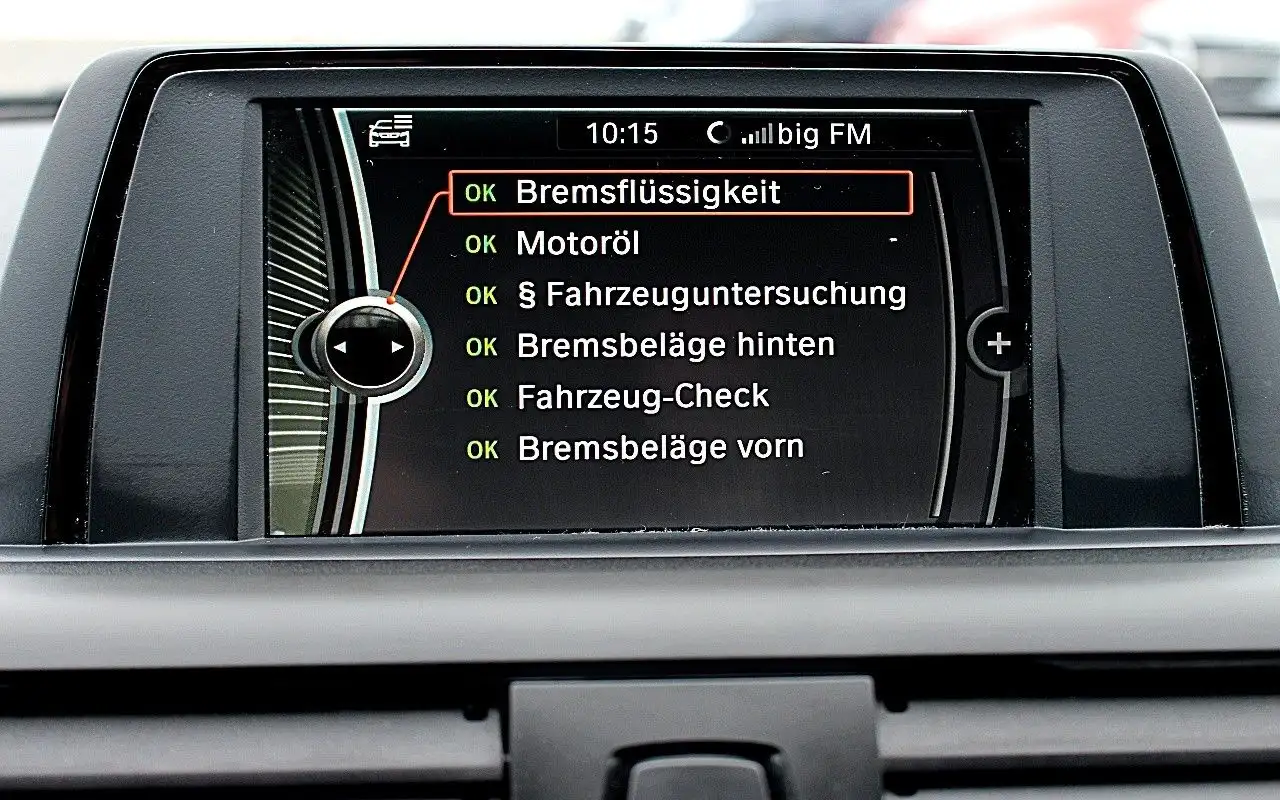 10:15 big FM
OK Bremsflüssigkeit
OK Motoröl
OK § Fahrzeuguntersuchung
OK Bremsbeläge hinten
OK Fahrzeug-Check
OK Bremsbeläge vorn